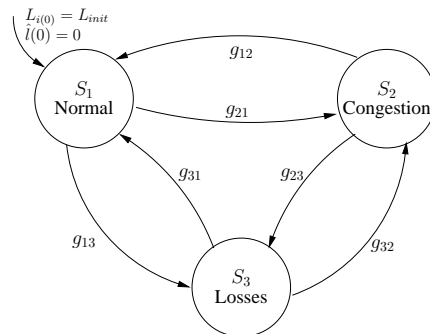 L_{i(0)} = L_{init}
\hat{l}(0) = 0
g_{12}
S_1
Normal
S_2
Congestion
g_{21}
g_{31}
g_{23}
g_{13}
g_{32}
S_3
Losses